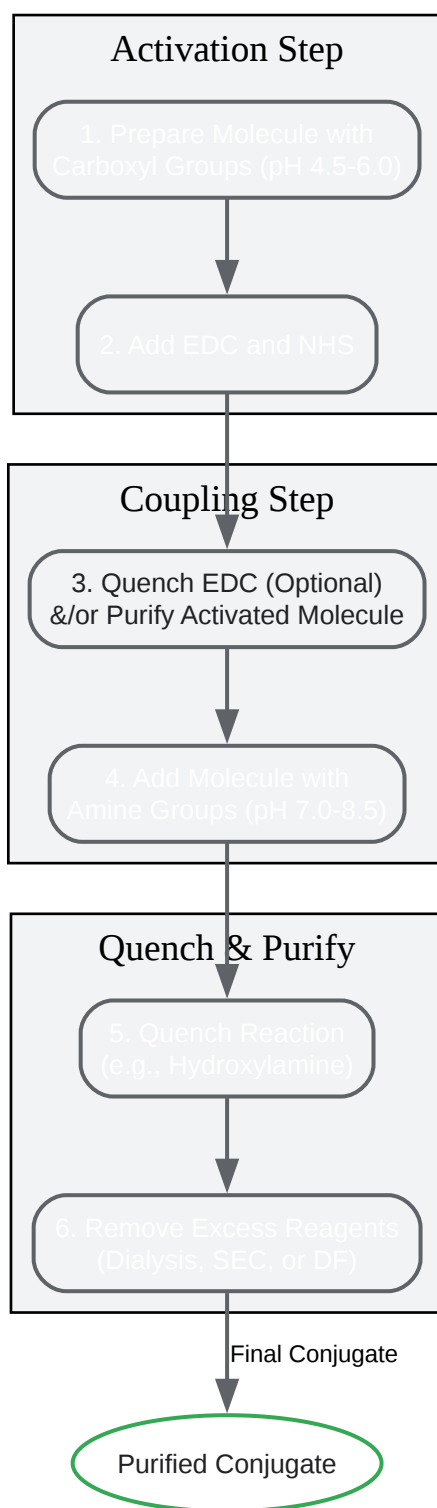 Activation Step
1. Prepare Molecule with
Carboxyl Groups (pH 4.5-6.0)
2. Add EDC and NHS
Coupling Step
3. Quench EDC (Optional)
&/or Purify Activated Molecule
4. Add Molecule with
Amine Groups (pH 7.0-8.5)
Quench & Purify
5. Quench Reaction
(e.g., Hydroxylamine)
6. Remove Excess Reagents
(Dialysis, SEC, or DF)
Final Conjugate
Purified Conjugate